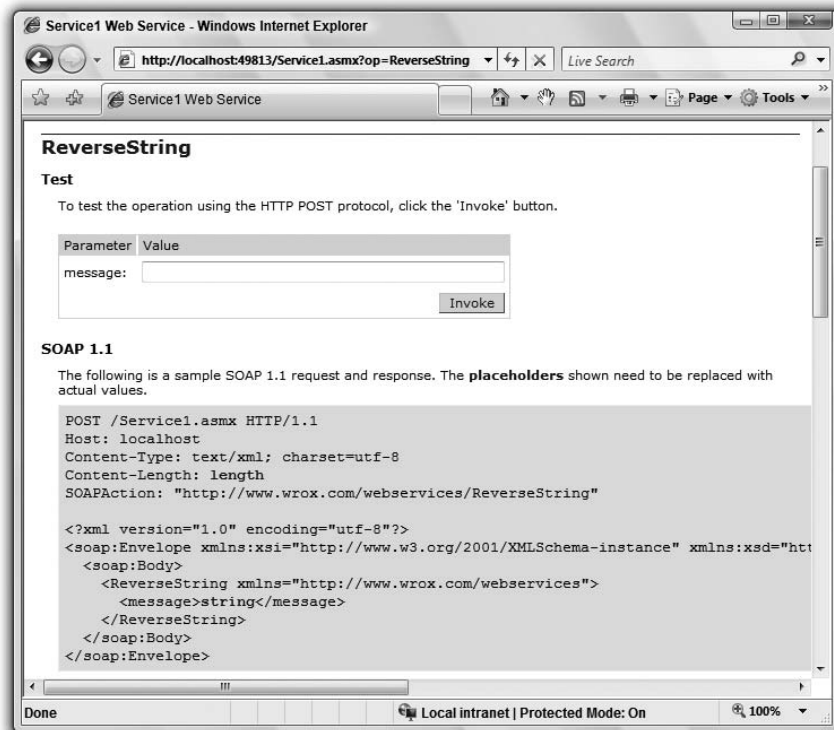 Service1 Web Service - Windows Internet Explorer
http://localhost:49813/Service1.asmx?op=ReverseString
Live Search
Service1 Web Service
Page
Tools
ReverseString
Test
To test the operation using the HTTP POST protocol, click the 'Invoke' button.
Parameter Value
message:
Invoke
SOAP 1.1
The following is a sample SOAP 1.1 request and response. The placeholders shown need to be replaced with
actual values.
POST /Service1.asmx HTTP/1.1
Host: localhost
Content-Type: text/xml; charset=utf-8
Content-Length: length
SOAPAction: "http://www.wrox.com/webservices/ReverseString"
<?xml version="1.0" encoding="utf-8"?>
<soap:Envelope xmlns:xsi="http://www.w3.org/2001/XMLSchema-instance" xmlns:xsd="htt
<soap:Body>
<ReverseString xmlns="http://www.wrox.com/webservices">
<message>string</message>
</ReverseString>
</soap:Body>
</soap:Envelope>
Done
Local intranet | Protected Mode: On
100%